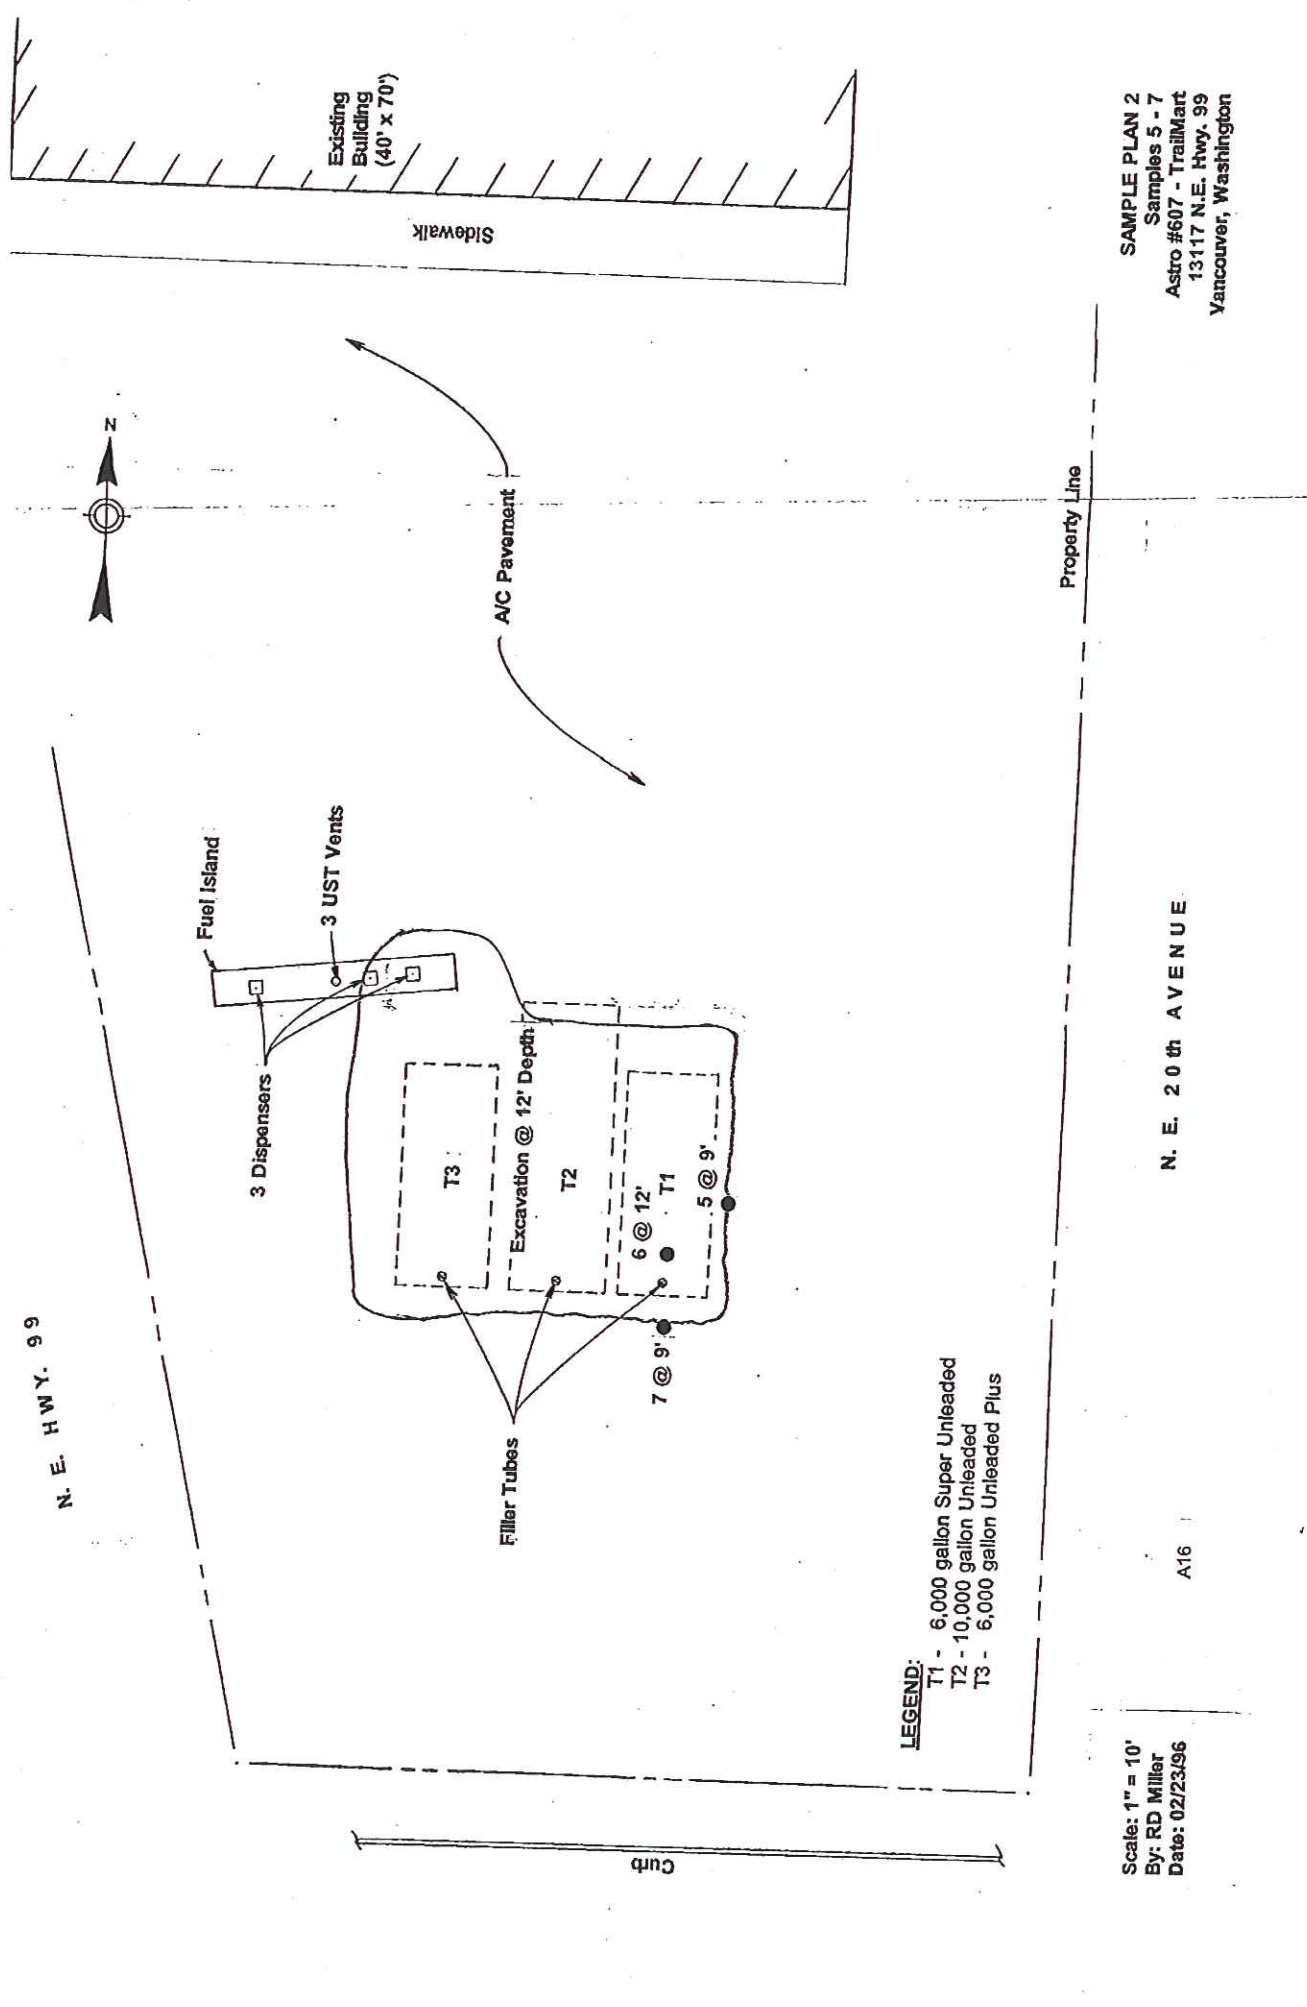 N. E. HWY. 99
N
Existing
Building
(40' x 70')
Sidewalk
A/C Pavement
Fuel Island
3 UST Vents
3 Dispensers
T3
Excavation @ 12' Depth
T2
6 @ 12'
T1
5 @ 9'
7 @ 9'
Filler Tubes
Property Line
N. E. 20th AVENUE
Curb
LEGEND:
T1 - 6,000 gallon Super Unleaded
T2 - 10,000 gallon Unleaded
T3 - 6,000 gallon Unleaded Plus
Scale: 1" = 10'
By: RD Miller
Date: 02/23/96
A16
SAMPLE PLAN 2
Samples 5 - 7
Astro #607 - TrailMart
13117 N.E. Hwy. 99
Vancouver, Washington